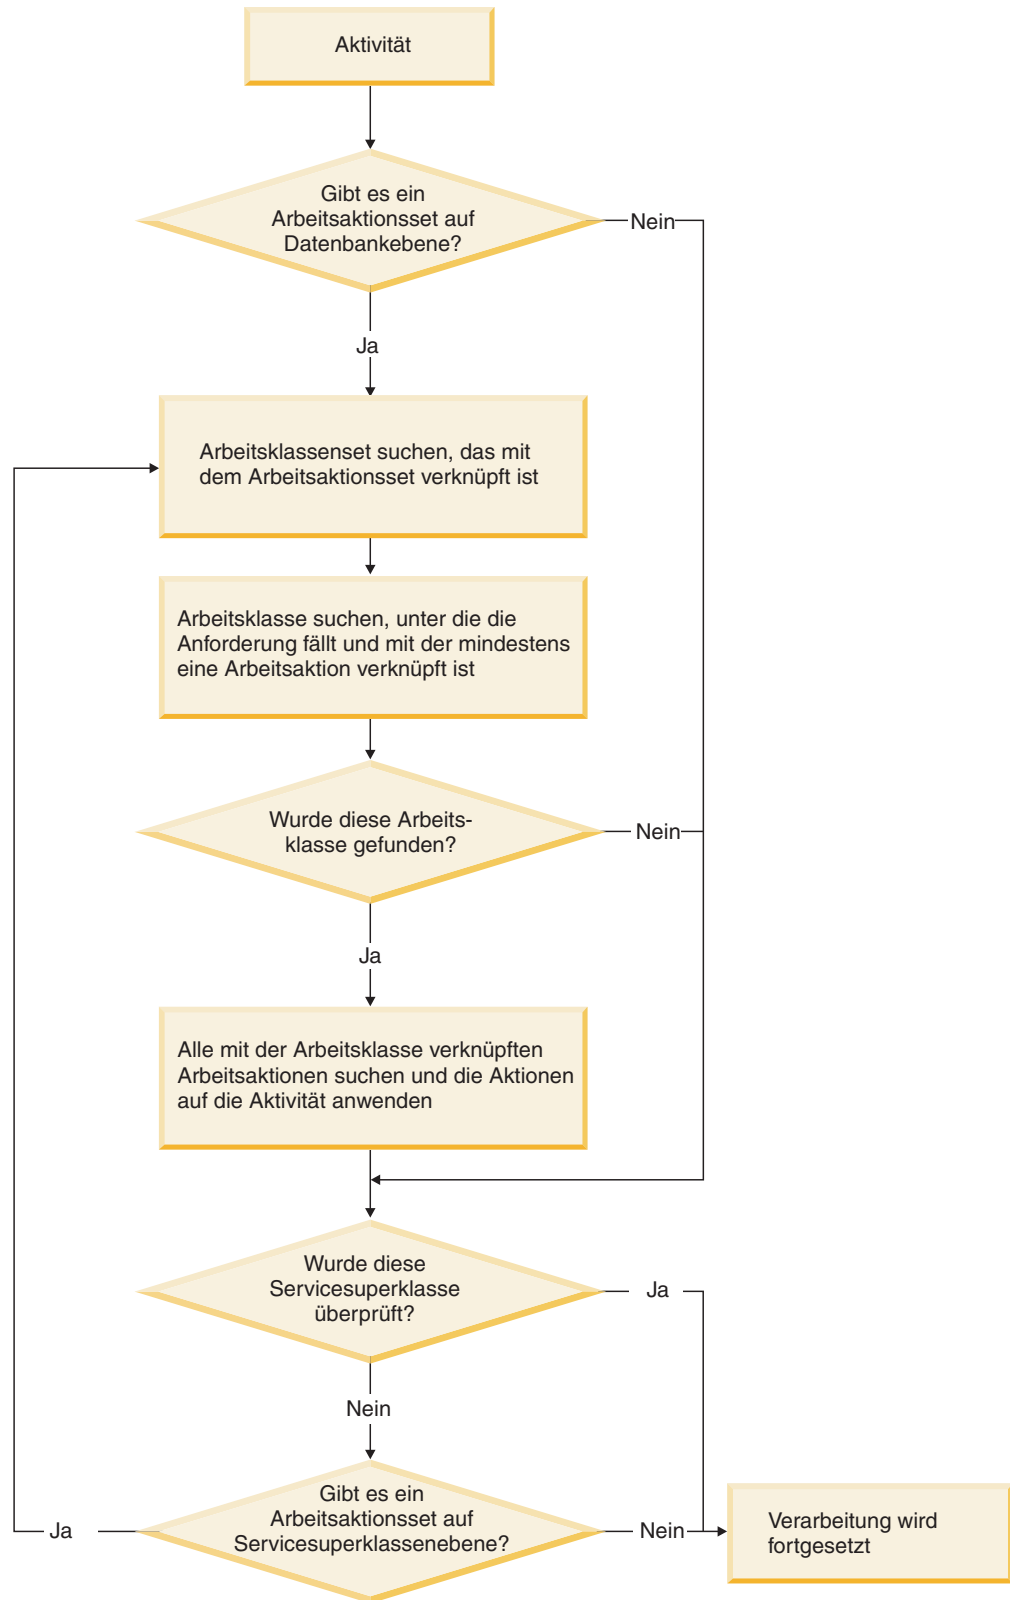 Aktivität
Gibt es ein
Arbeitsaktionsset auf
Datenbankebene?
Nein
Ja
Arbeitsklassenset suchen, das mit
dem Arbeitsaktionsset verknüpft ist
Arbeitsklasse suchen, unter die die
Anforderung fällt und mit der mindestens
eine Arbeitsaktion verknüpft ist
Wurde diese Arbeits-
klasse gefunden?
Nein
Ja
Alle mit der Arbeitsklasse verknüpften
Arbeitsaktionen suchen und die Aktionen
auf die Aktivität anwenden
Wurde diese
Servicesuperklasse
überprüft?
Ja
Nein
Gibt es ein
Arbeitsaktionsset auf
Servicesuperklassenebene?
Ja
Nein
Verarbeitung wird
fortgesetzt